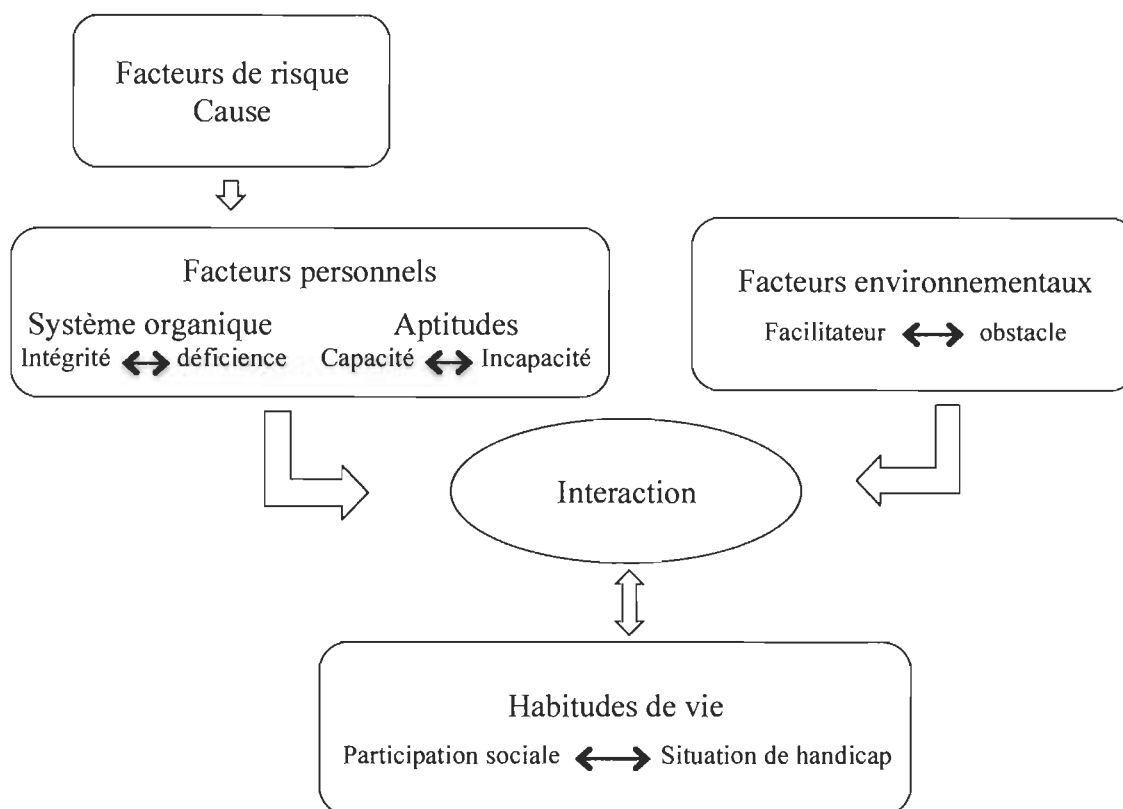 Facteurs de risque
Cause
Facteurs personnels
Système organique Aptitudes
Intégrité déficience Capacité Incapacité
Facteurs environnementaux
Facilitateur obstacle
Interaction
Habitudes de vie
Participation sociale Situation de handicap